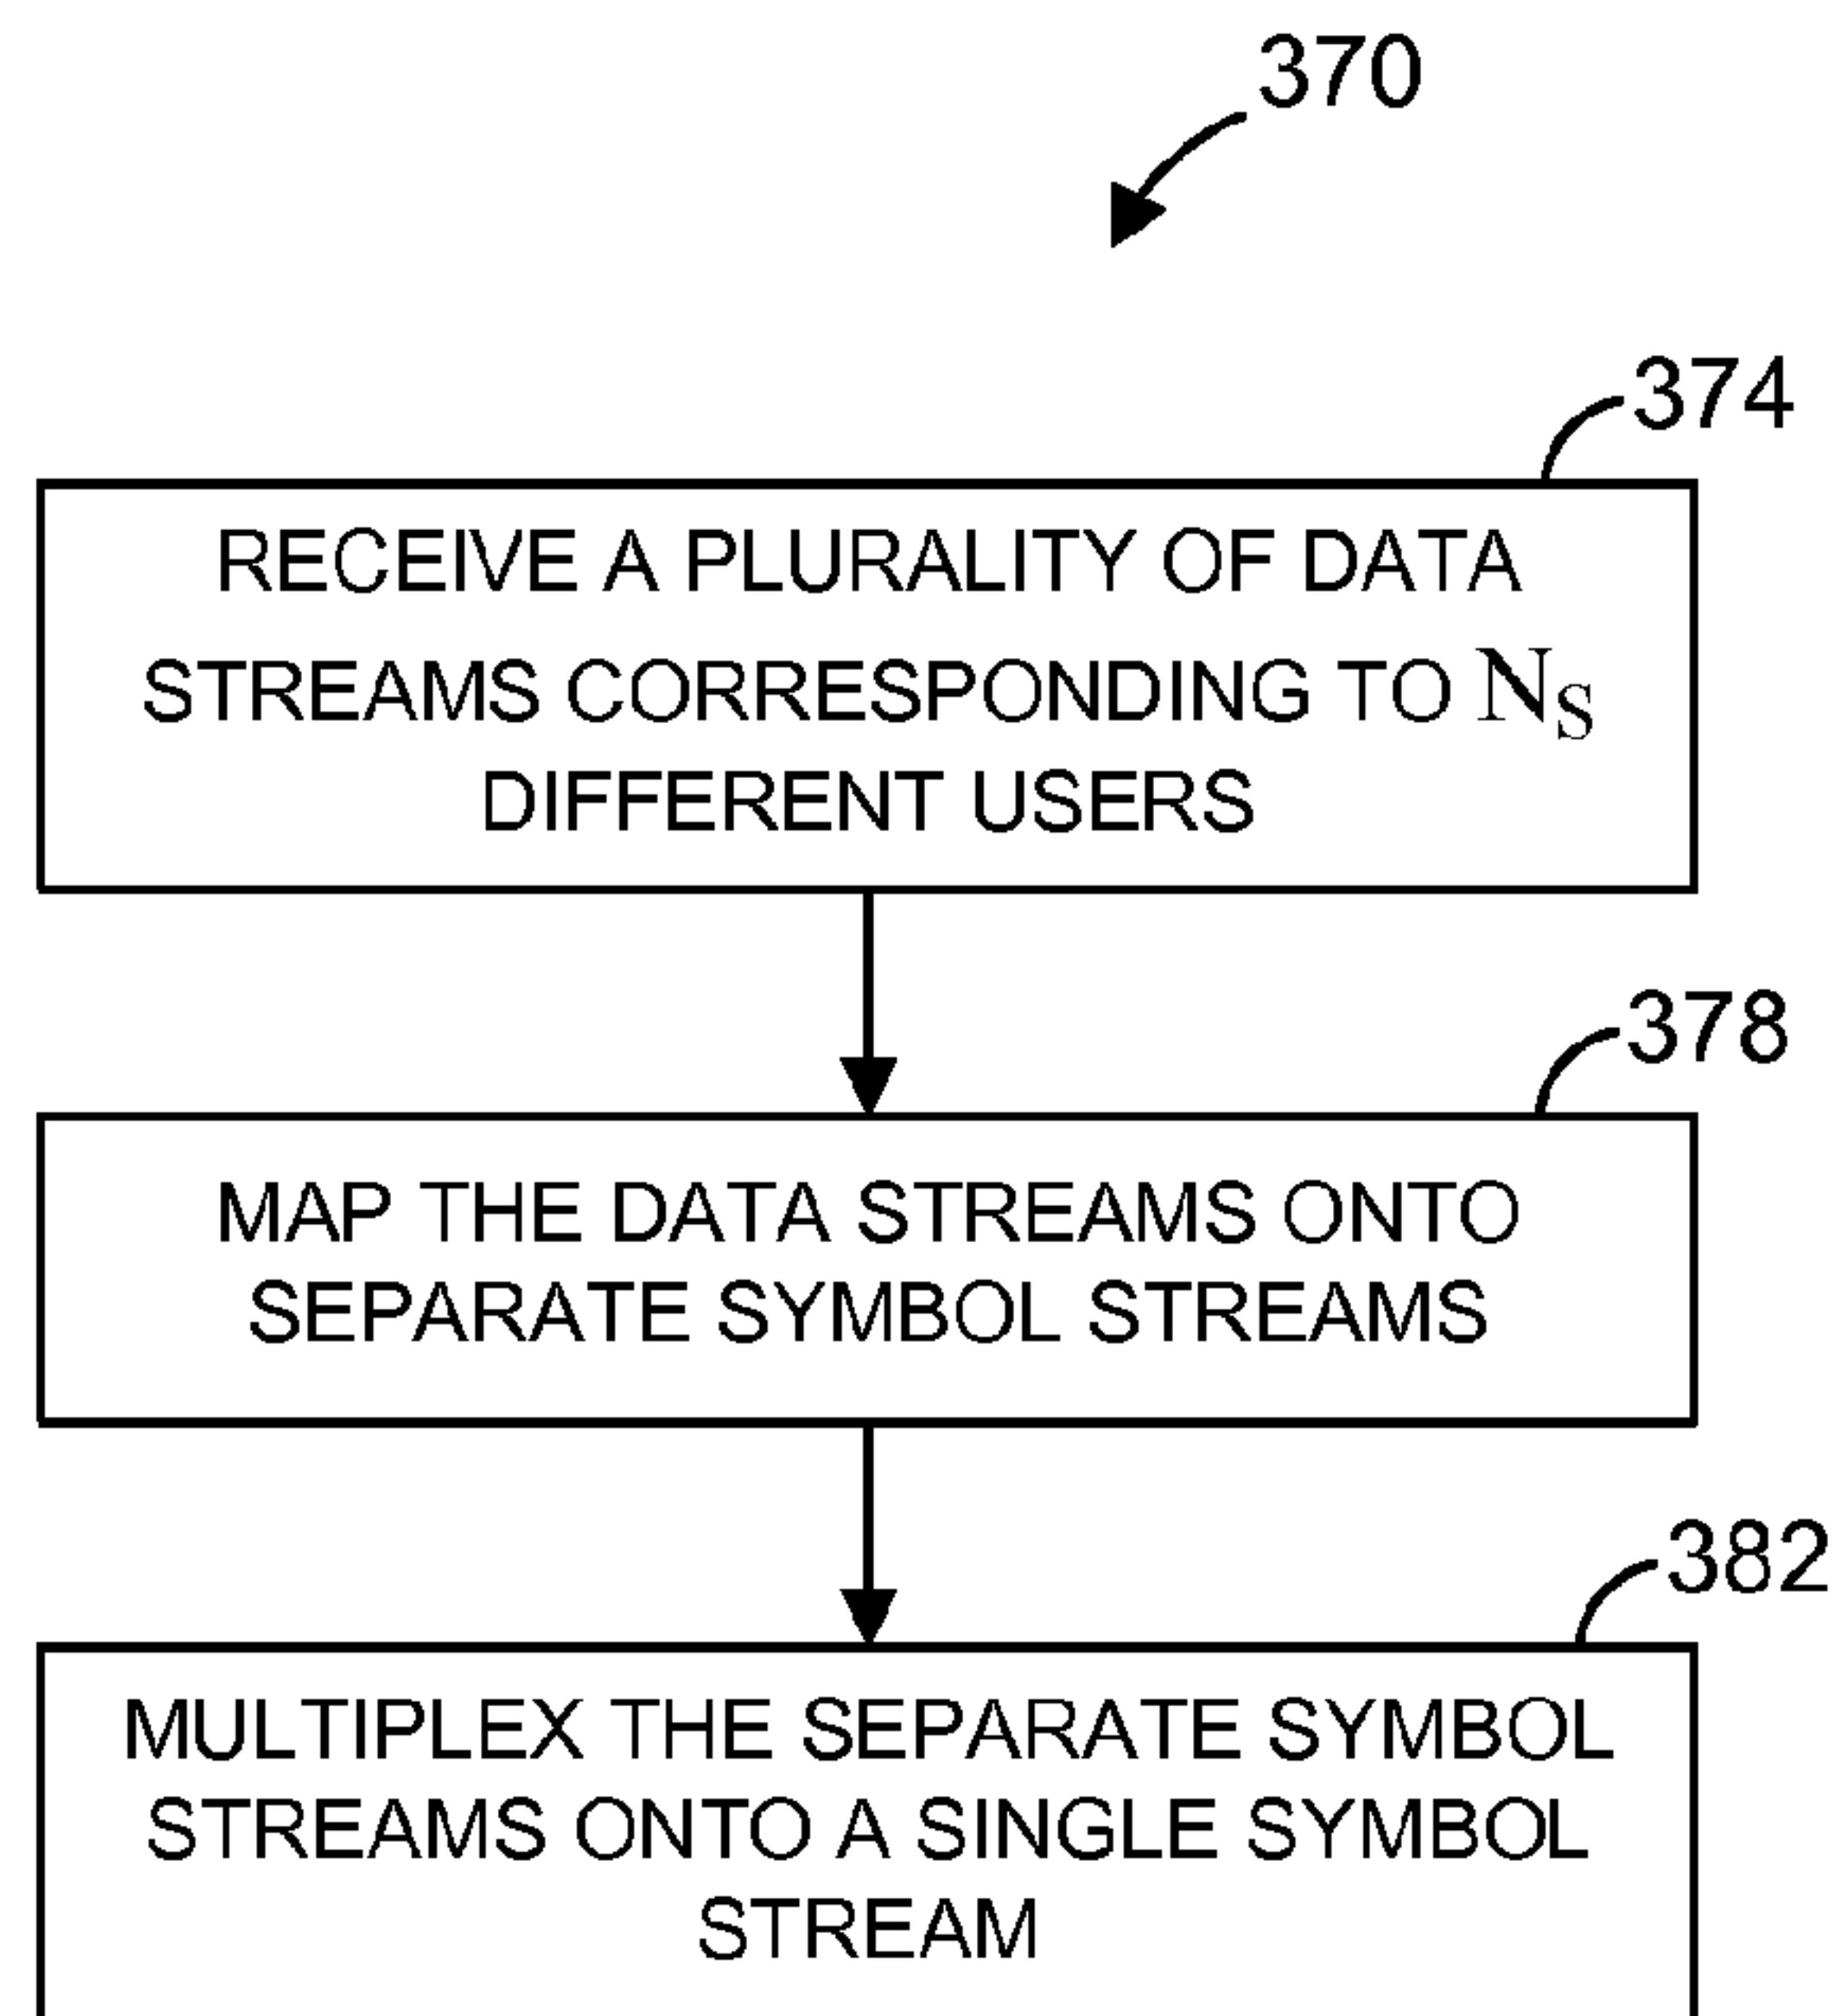 370
374
RECEIVE A PLURALITY OF DATA
STREAMS CORRESPONDING TO N_S
DIFFERENT USERS
378
MAP THE DATA STREAMS ONTO
SEPARATE SYMBOL STREAMS
382
MULTIPLEX THE SEPARATE SYMBOL
STREAMS ONTO A SINGLE SYMBOL
STREAM